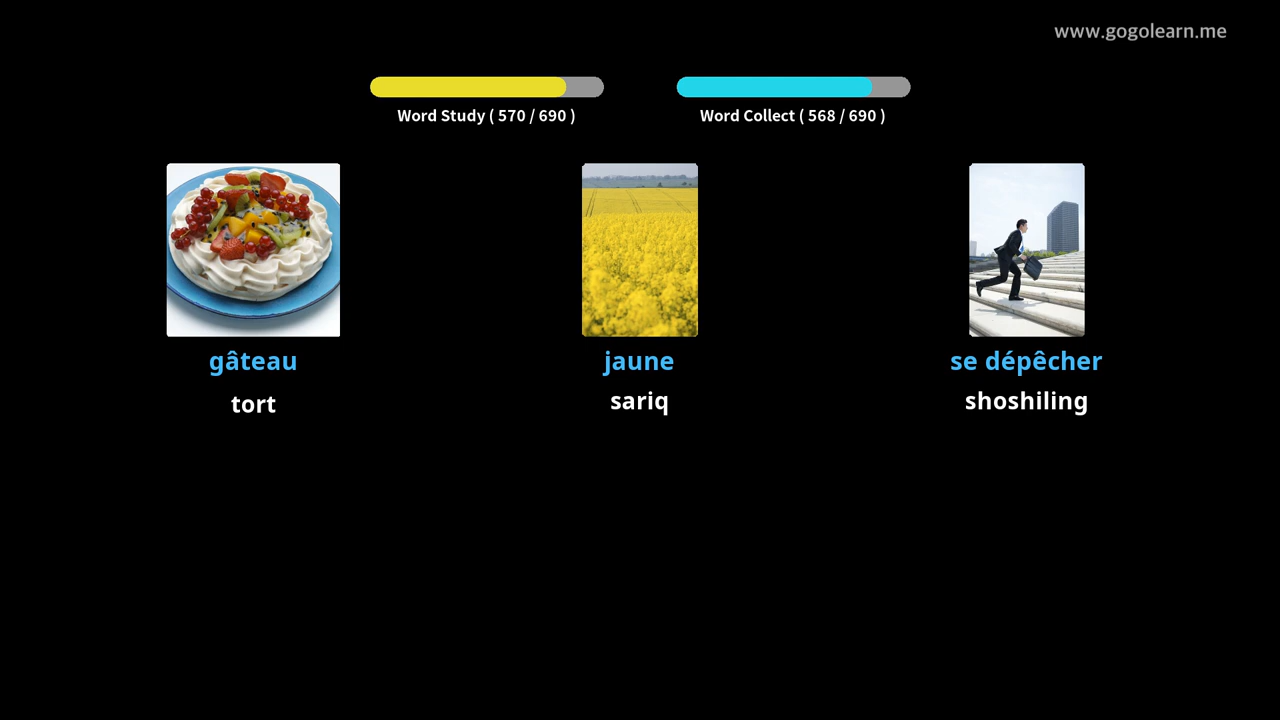 www.gogolearn.me
Word Study ( 570 / 690 )
Word Collect ( 568 / 690 )
gâteau
tort
jaune
sariq
se dépêcher
shoshiling